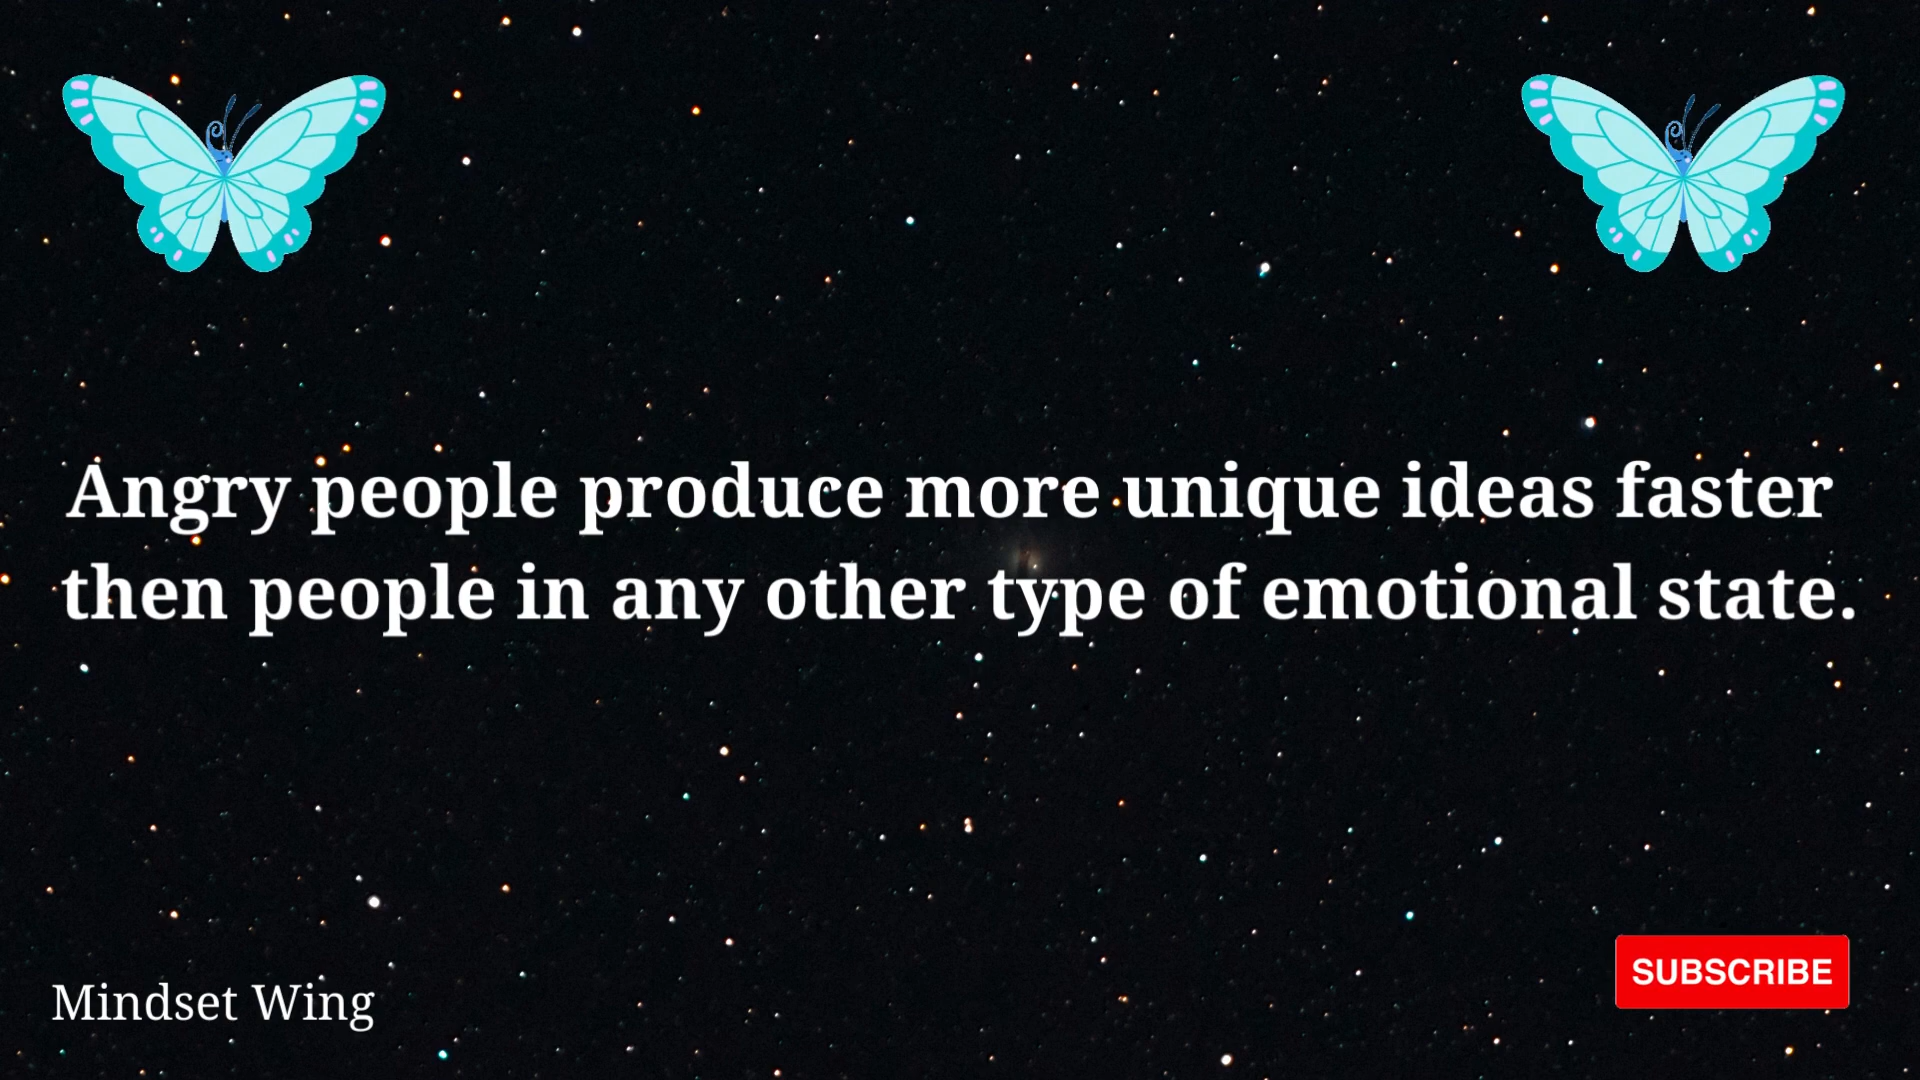 Angry people produce more unique ideas faster
then people in any other type of emotional state.
Mindset Wing
SUBSCRIBE